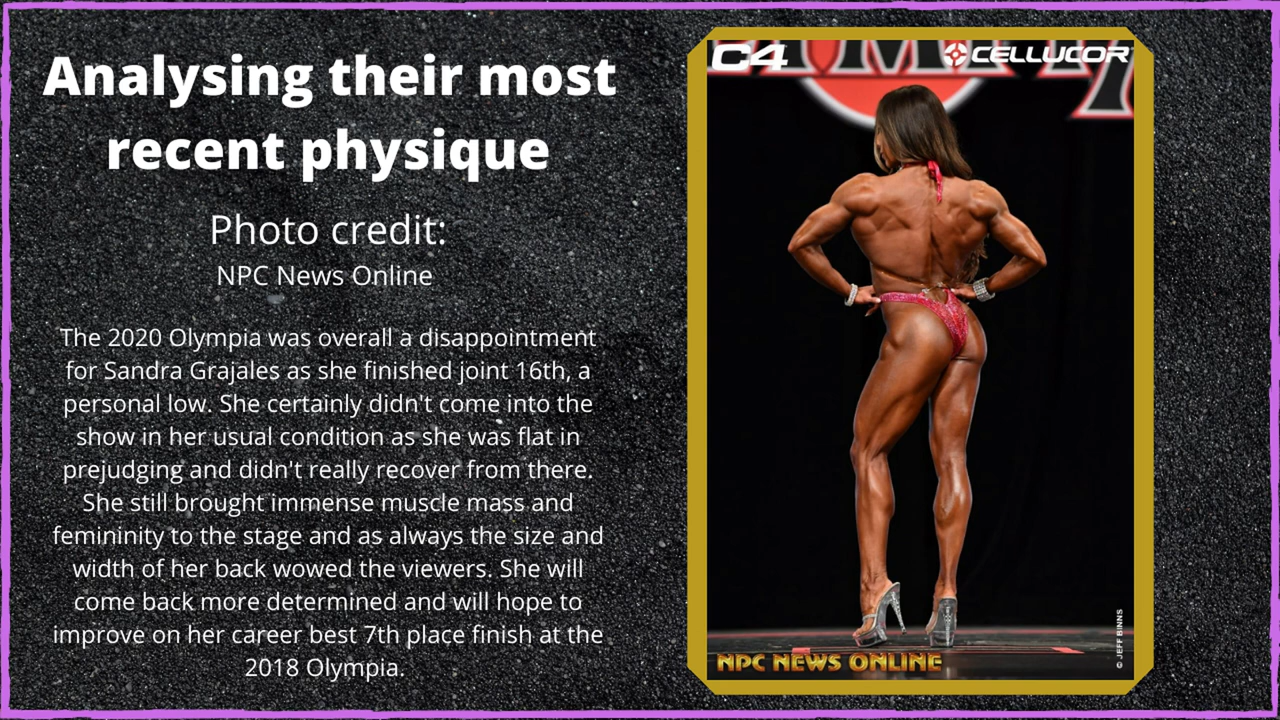 Analysing their most
recent physique
Photo credit:
NPC News Online
The 2020 Olympia was overall a disappointment
for Sandra Grajales as she finished joint 16th, a
personal low. She certainly didn't come into the
show in her usual condition as she was flat in
prejudging and didn't really recover from there.
She still brought immense muscle mass and
femininity to the stage and as always the size and
width of her back wowed the viewers. She will
come back more determined and will hope to
improve on her career best 7th place finish at the
2018 Olympia.
C4
CELLUCOR
© JEFF BINNS
NPC NEWS ONLINE